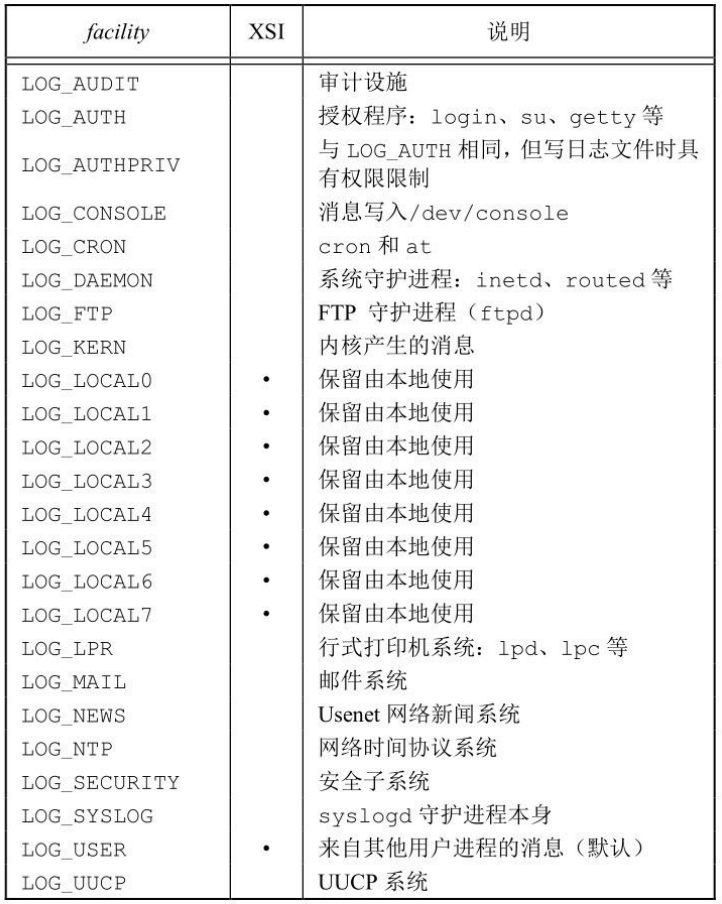 facility XSI 说明
LOG_AUDIT 审计设施
LOG_AUTH 授权程序：login、su、getty 等
LOG_AUTHPRIV 与 LOG_AUTH 相同，但写日志文件时具
有权限限制
LOG_CONSOLE 消息写入/dev/console
LOG_CRON cron 和 at
LOG_DAEMON 系统守护进程：inetd、routed 等
LOG_FTP FTP 守护进程（ftpd）
LOG_KERN 内核产生的消息
LOG_LOCAL0 • 保留由本地使用
LOG_LOCAL1 • 保留由本地使用
LOG_LOCAL2 • 保留由本地使用
LOG_LOCAL3 • 保留由本地使用
LOG_LOCAL4 • 保留由本地使用
LOG_LOCAL5 • 保留由本地使用
LOG_LOCAL6 • 保留由本地使用
LOG_LOCAL7 • 保留由本地使用
LOG_LPR 行式打印机系统：lpd、lpc 等
LOG_MAIL 邮件系统
LOG_NEWS Usenet 网络新闻系统
LOG_NTP 网络时间协议系统
LOG_SECURITY 安全子系统
LOG_SYSLOG syslogd 守护进程本身
LOG_USER • 来自其他用户进程的消息（默认）
LOG_UUCP UUCP 系统